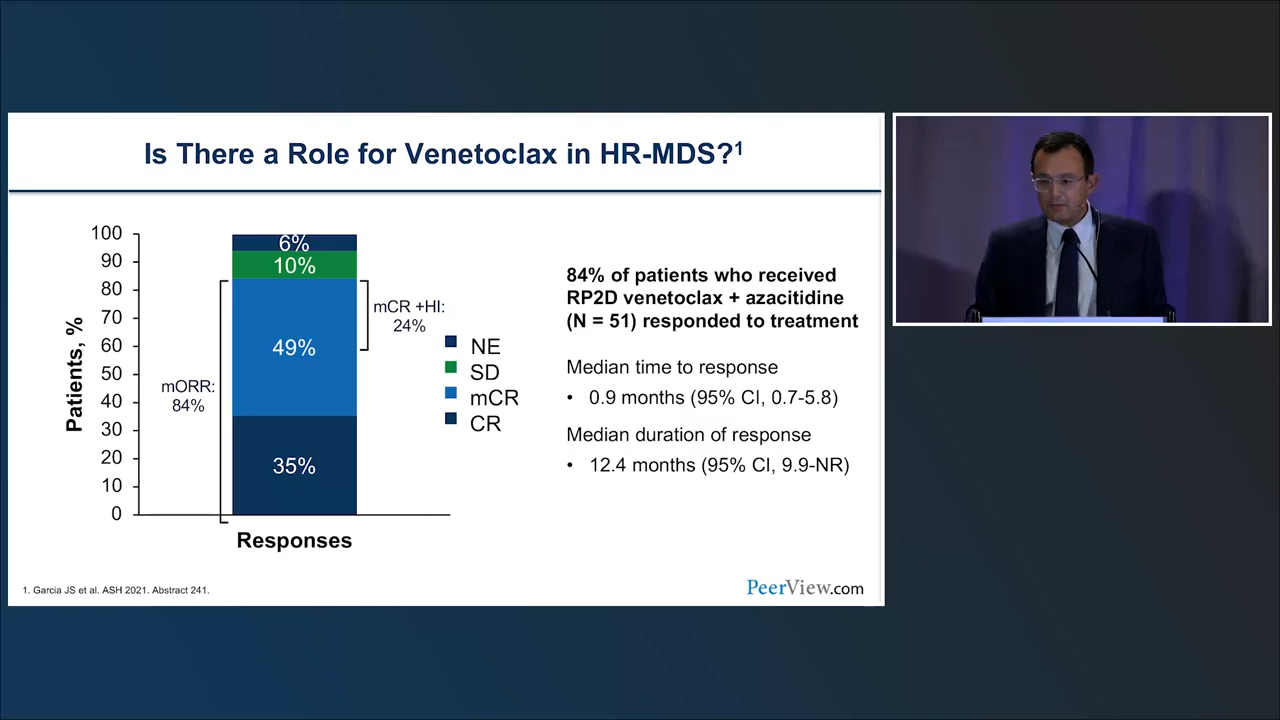 Is There a Role for Venetoclax in HR-MDS?1
100
90
80
70
60
50
40
30
20
10
0
Patients, %
6%
10%
49%
35%
mORR:
84%
mCR +HI:
24%
NE
SD
mCR
CR
Responses
84% of patients who received
RP2D venetoclax + azacitidine
(N = 51) responded to treatment
Median time to response
• 0.9 months (95% CI, 0.7-5.8)
Median duration of response
• 12.4 months (95% CI, 9.9-NR)
1. Garcia JS et al. ASH 2021. Abstract 241.
PeerView.com